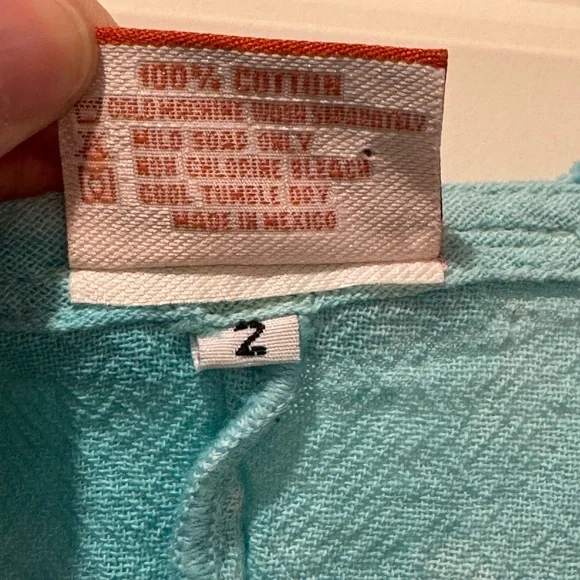 100% COTTON
COLD MACHINE WASH SEPARATELY
MILD SOAP ONLY
NON CHLORINE BLEACH
COOL TUMBLE DRY
MADE IN MEXICO
2